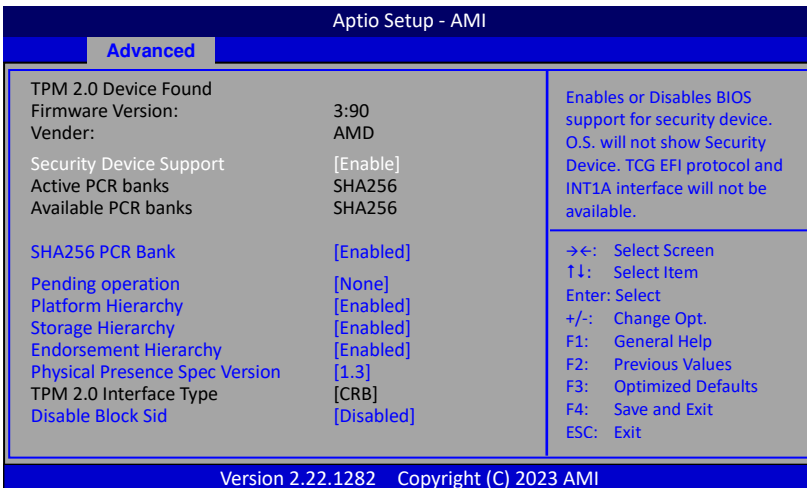 Aptio Setup - AMI
Advanced
TPM 2.0 Device Found
Firmware Version: 3:90
Vender: AMD
Security Device Support [Enable]
Active PCR banks SHA256
Available PCR banks SHA256
SHA256 PCR Bank [Enabled]
Pending operation [None]
Platform Hierarchy [Enabled]
Storage Hierarchy [Enabled]
Endorsement Hierarchy [Enabled]
Physical Presence Spec Version [1.3]
TPM 2.0 Interface Type [CRB]
Disable Block Sid [Disabled]
Enables or Disables BIOS
support for security device.
O.S. will not show Security
Device. TCG EFI protocol and
INT1A interface will not be
available.
→←: Select Screen
↑↓: Select Item
Enter: Select
+/-: Change Opt.
F1: General Help
F2: Previous Values
F3: Optimized Defaults
F4: Save and Exit
ESC: Exit
Version 2.22.1282 Copyright (C) 2023 AMI